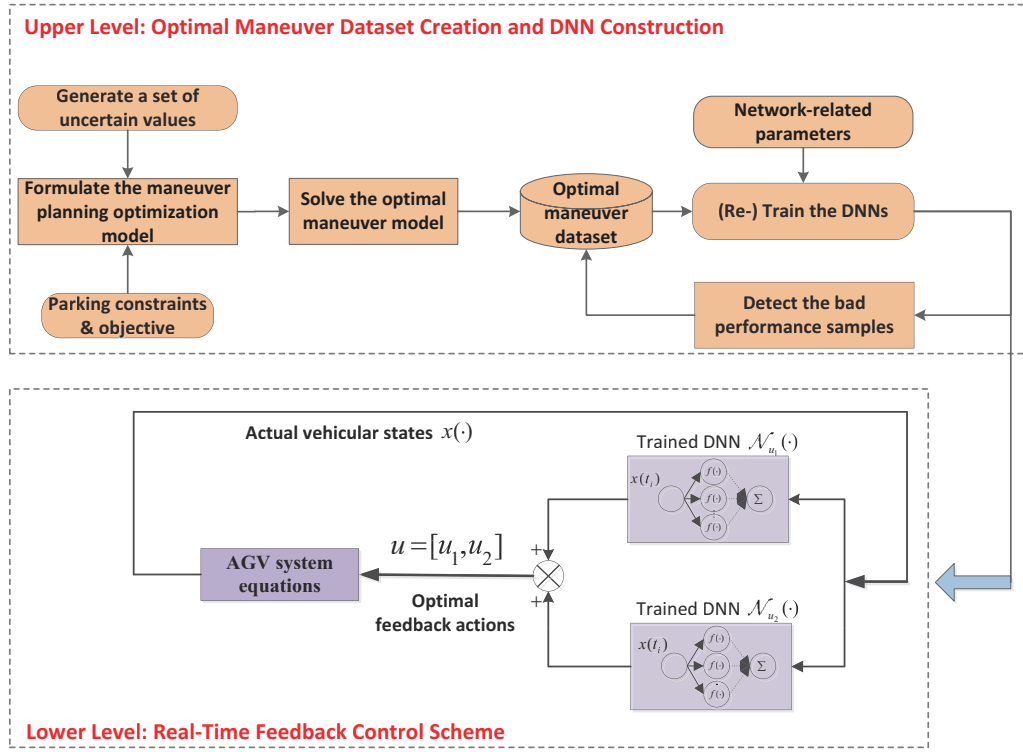 Upper Level: Optimal Maneuver Dataset Creation and DNN Construction
Generate a set of
uncertain values
Network-related
parameters
Formulate the maneuver
planning optimization
model
Solve the optimal
maneuver model
Optimal
maneuver
dataset
(Re-) Train the DNNs
Parking constraints
& objective
Detect the bad
performance samples
Actual vehicular states x(·)
Trained DNN 𝒩u₁(·)
x(tᵢ)
f(·)
f(·)
f(·)
Σ
u=[u₁,u₂]
+
+
AGV system
equations
Optimal
feedback actions
Trained DNN 𝒩u₂(·)
x(tᵢ)
f(·)
f(·)
f(·)
Σ
Lower Level: Real-Time Feedback Control Scheme